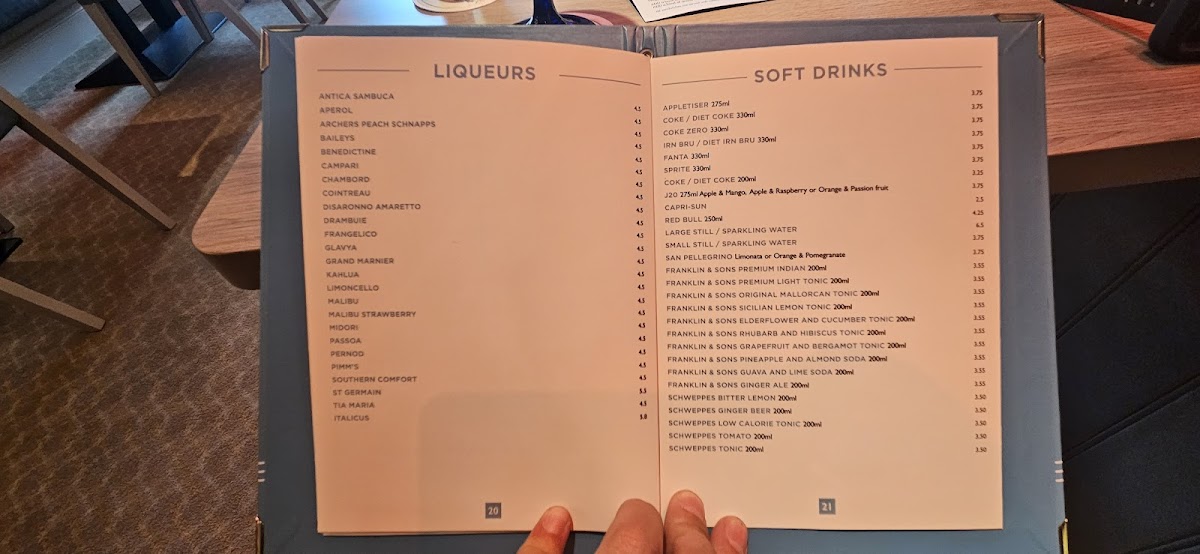 LIQUEURS
ANTICA SAMBUCA 4.5
APEROL 4.5
ARCHERS PEACH SCHNAPPS 4.5
BAILEYS 4.5
BENEDICTINE 4.5
CAMPARI 4.5
CHAMBORD 4.5
COINTREAU 4.5
DISARONNO AMARETTO 4.5
DRAMBUIE 4.5
FRANGELICO 4.5
GLAVYA 4.5
GRAND MARNIER 4.5
KAHLUA 4.5
LIMONCELLO 4.5
MALIBU 4.5
MALIBU STRAWBERRY 4.5
MIDORI 4.5
PASSOA 4.5
PERNOD 4.5
PIMM'S 4.5
SOUTHERN COMFORT 4.5
ST GERMAIN 5.5
TIA MARIA 4.5
ITALICUS
20
SOFT DRINKS
APPLETISER 275ml 3.75
COKE / DIET COKE 330ml 3.75
COKE ZERO 330ml 3.75
IRN BRU / DIET IRN BRU 330ml 3.75
FANTA 330ml 3.75
SPRITE 330ml 3.75
COKE / DIET COKE 200ml 3.25
J20 275ml Apple & Mango, Apple & Raspberry or Orange & Passion fruit 3.75
CAPRI-SUN 2.5
RED BULL 250ml 4.25
LARGE STILL / SPARKLING WATER 6.5
SMALL STILL / SPARKLING WATER 3.75
SAN PELLEGRINO Limonata or Orange & Pomegranate 3.75
FRANKLIN & SONS PREMIUM INDIAN 200ml 3.55
FRANKLIN & SONS PREMIUM LIGHT TONIC 200ml 3.55
FRANKLIN & SONS ORIGINAL MALLORCAN TONIC 200ml 3.55
FRANKLIN & SONS SICILIAN LEMON TONIC 200ml 3.55
FRANKLIN & SONS ELDERFLOWER AND CUCUMBER TONIC 200ml 3.55
FRANKLIN & SONS RHUBARB AND HIBISCUS TONIC 200ml 3.55
FRANKLIN & SONS GRAPEFRUIT AND BERGAMOT TONIC 200ml 3.55
FRANKLIN & SONS PINEAPPLE AND ALMOND SODA 200ml 3.55
FRANKLIN & SONS GUAVA AND LIME SODA 200ml 3.55
FRANKLIN & SONS GINGER ALE 200ml 3.55
SCHWEPPES BITTER LEMON 200ml 3.50
SCHWEPPES GINGER BEER 200ml 3.50
SCHWEPPES LOW CALORIE TONIC 200ml 3.50
SCHWEPPES TOMATO 200ml 3.50
SCHWEPPES TONIC 200ml 3.50
21